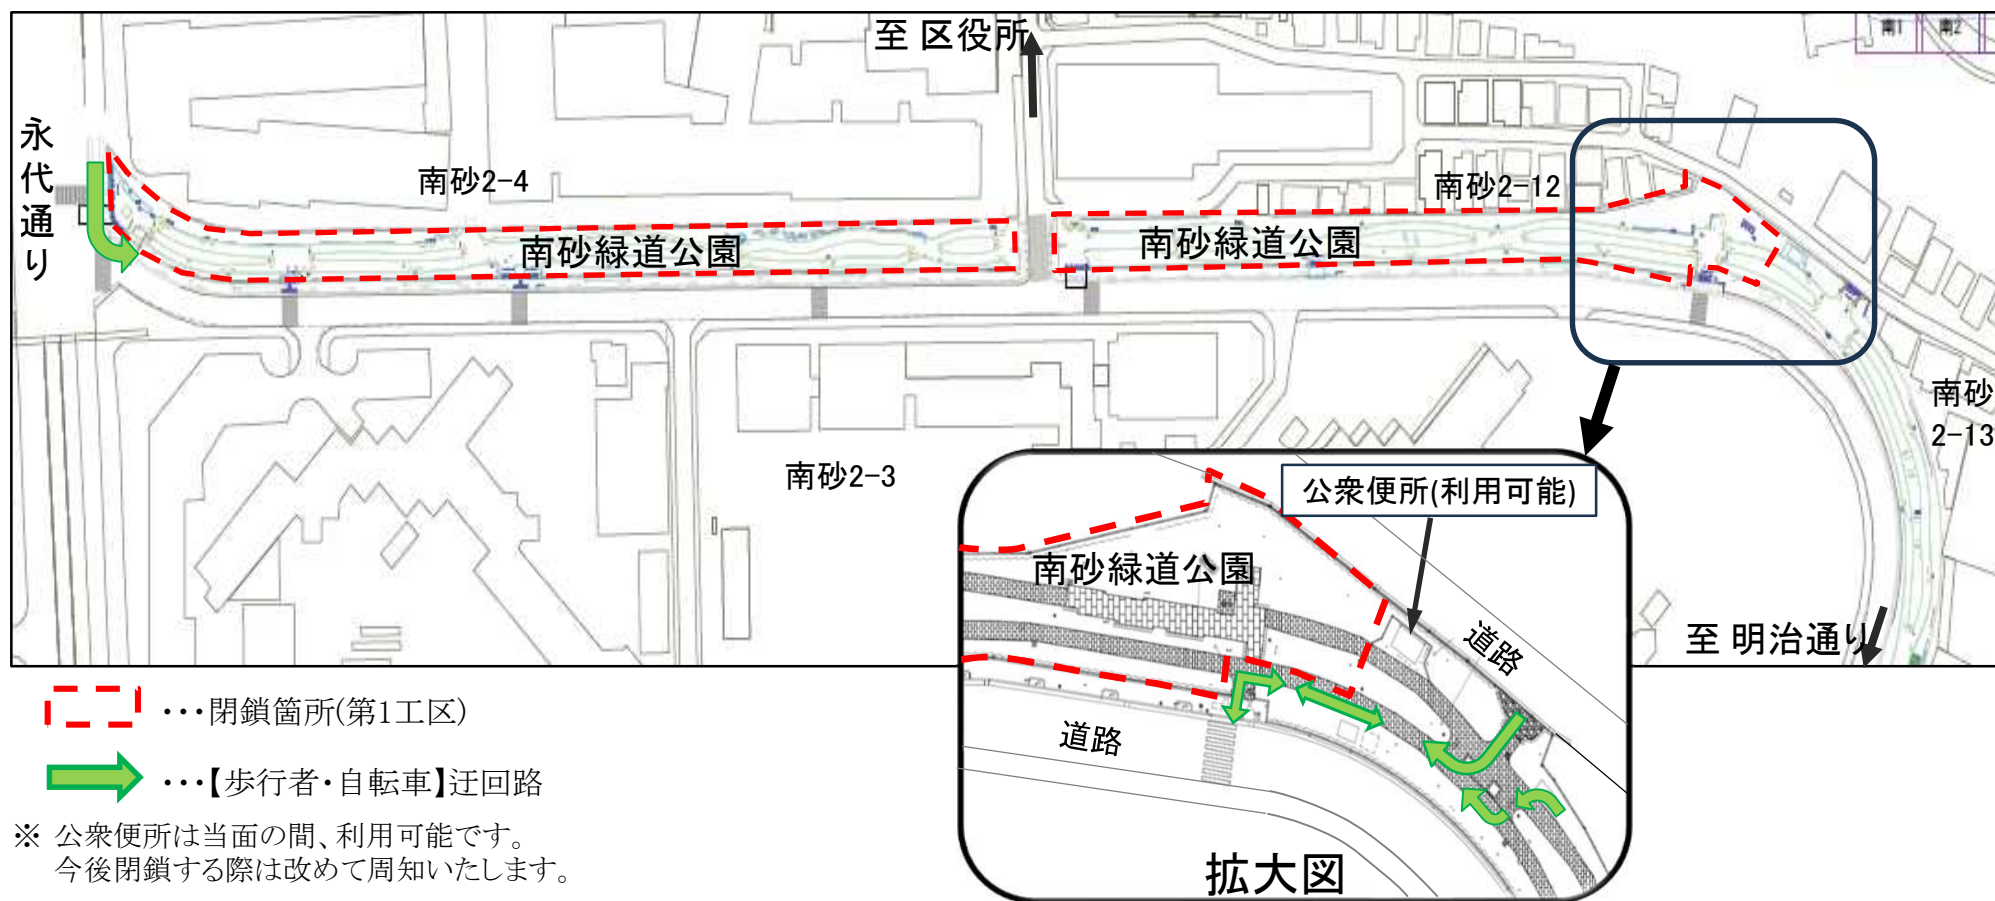 至 区役所
南1
南2
永代通り
南砂2-4
南砂2-12
南砂緑道公園
南砂緑道公園
南砂
2-13
南砂2-3
公衆便所(利用可能)
南砂緑道公園
道路
至 明治通り
道路
拡大図
･･･閉鎖箇所(第1工区)
･･･【歩行者・自転車】迂回路
※ 公衆便所は当面の間、利用可能です。
今後閉鎖する際は改めて周知いたします。